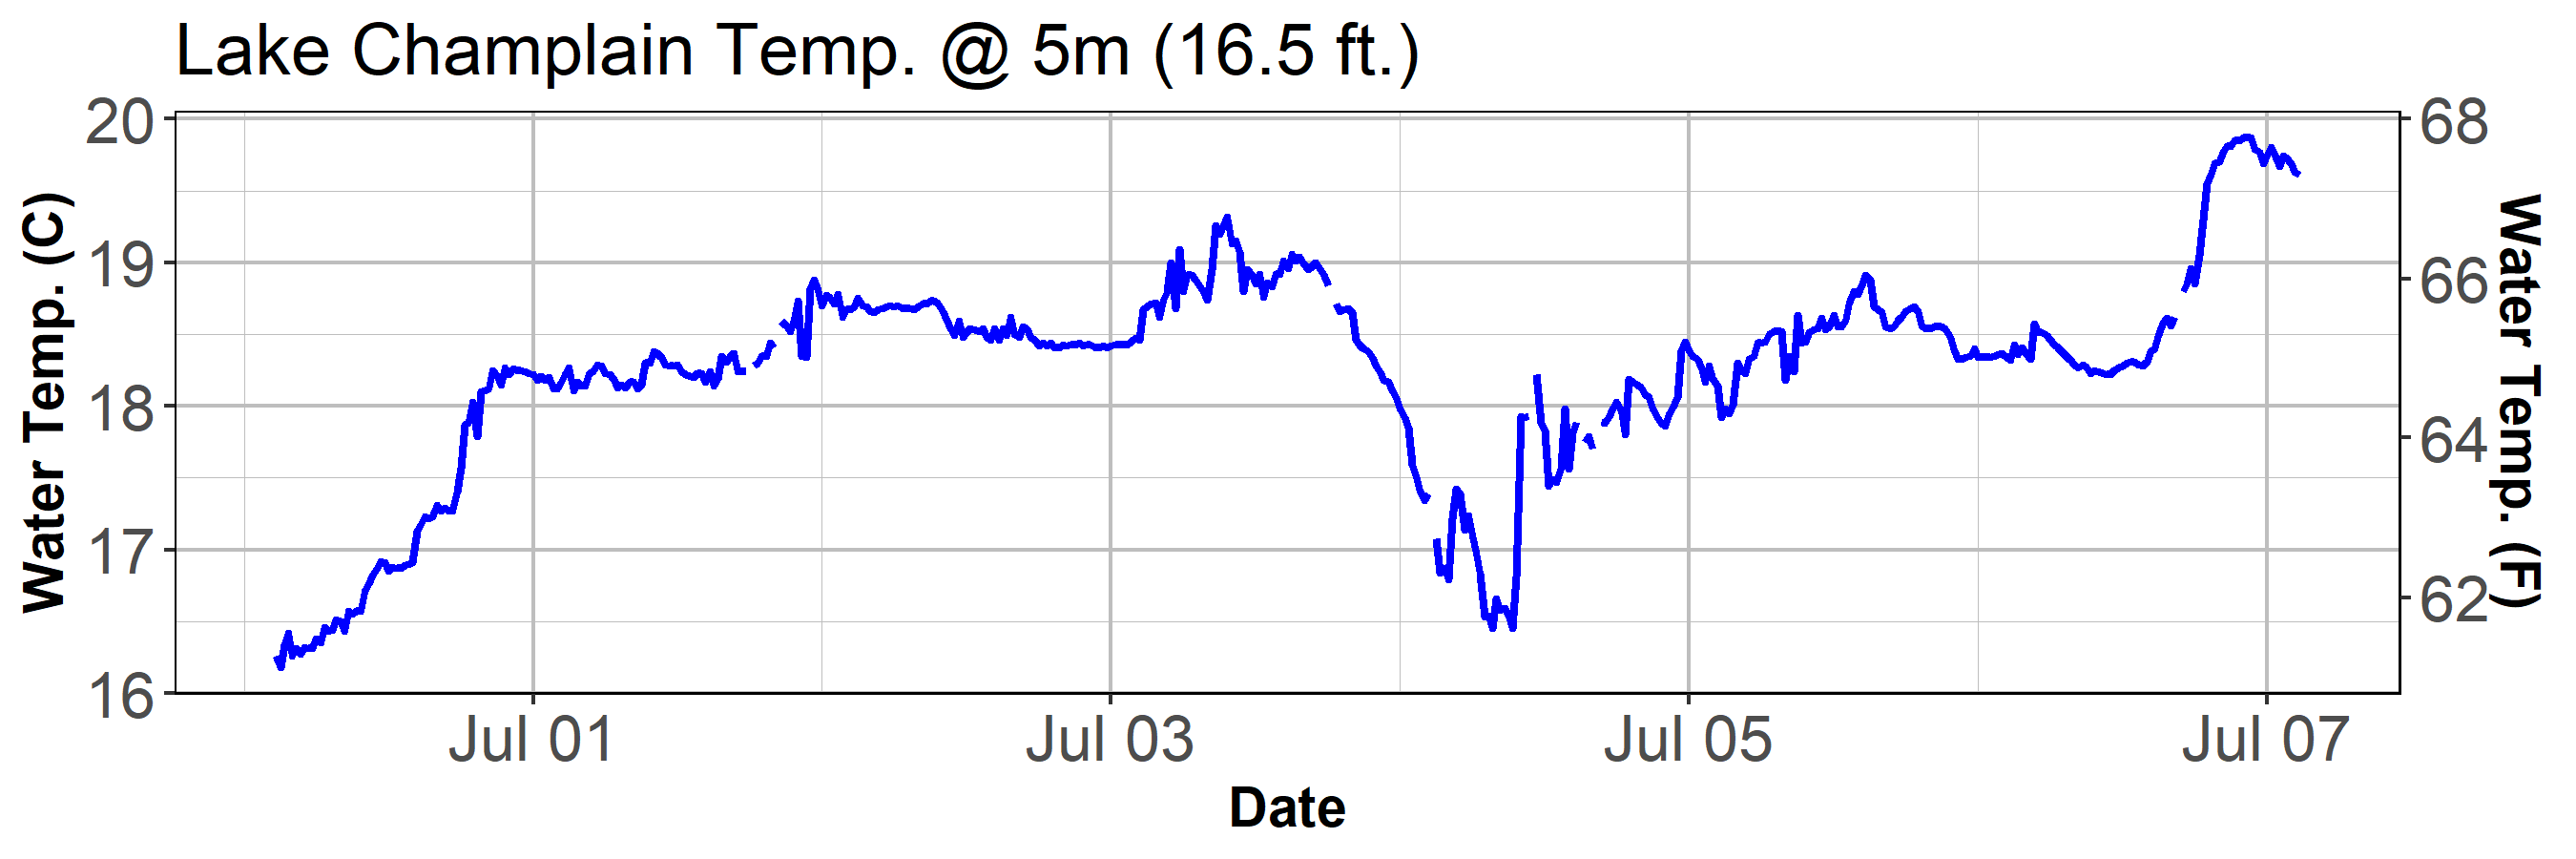 Lake Champlain Temp. @ 5m (16.5 ft.)
Water Temp. (C)
20
19
18
17
16
68
66
64
62
Water Temp. (F)
Jul 01 Jul 03 Jul 05 Jul 07
Date